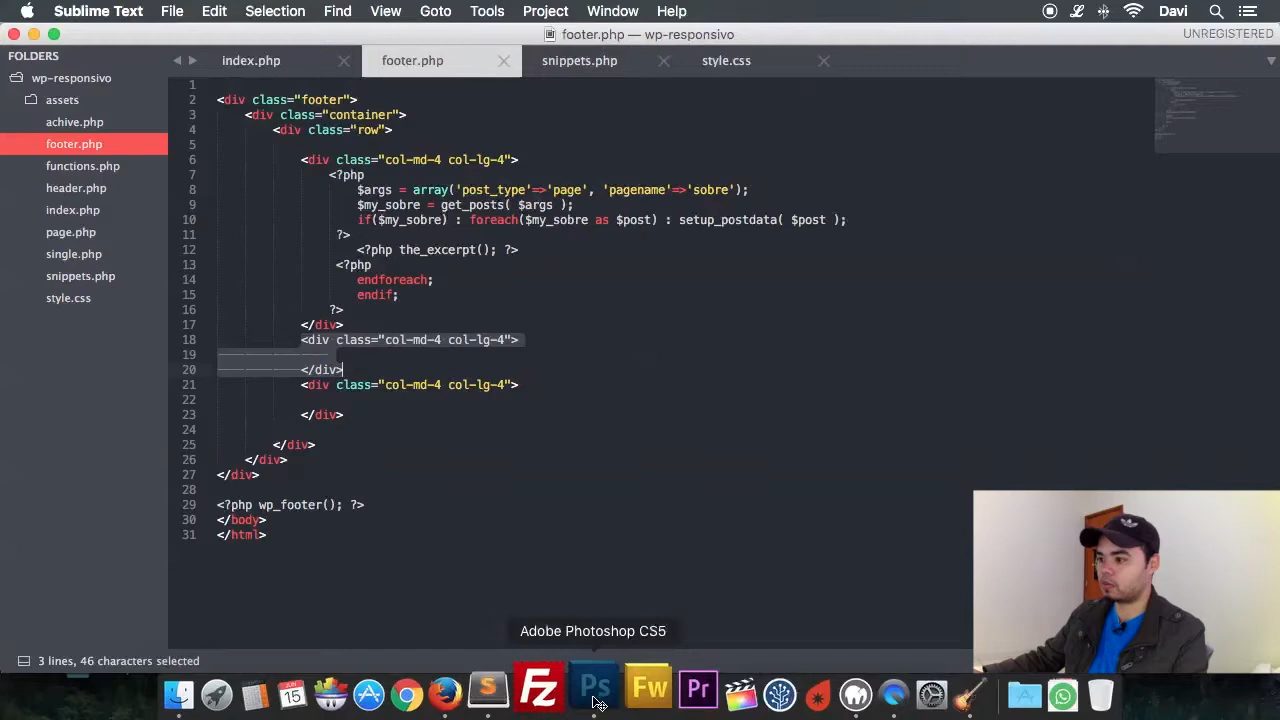 Sublime Text File Edit Selection Find View Goto Tools Project Window Help Davi
footer.php — wp-responsivo UNREGISTERED
FOLDERS
wp-responsivo
assets
achive.php
footer.php
functions.php
header.php
index.php
page.php
single.php
snippets.php
style.css
index.php footer.php snippets.php style.css
1
2 <div class="footer">
3 <div class="container">
4 <div class="row">
5
6 <div class="col-md-4 col-lg-4">
7 <?php
8 $args = array('post_type'=>'page', 'pagename'=>'sobre');
9 $my_sobre = get_posts( $args );
10 if($my_sobre) : foreach($my_sobre as $post) : setup_postdata( $post );
11 ?>
12 <?php the_excerpt(); ?>
13 <?php
14 endforeach;
15 endif;
16 ?>
17 </div>
18 <div class="col-md-4 col-lg-4">
19
20 </div>
21 <div class="col-md-4 col-lg-4">
22
23 </div>
24
25 </div>
26 </div>
27 </div>
28
29 <?php wp_footer(); ?>
30 </body>
31 </html>
Adobe Photoshop CS5
3 lines, 46 characters selected
JUN
15
S
Fz
Ps
Fw
Pr